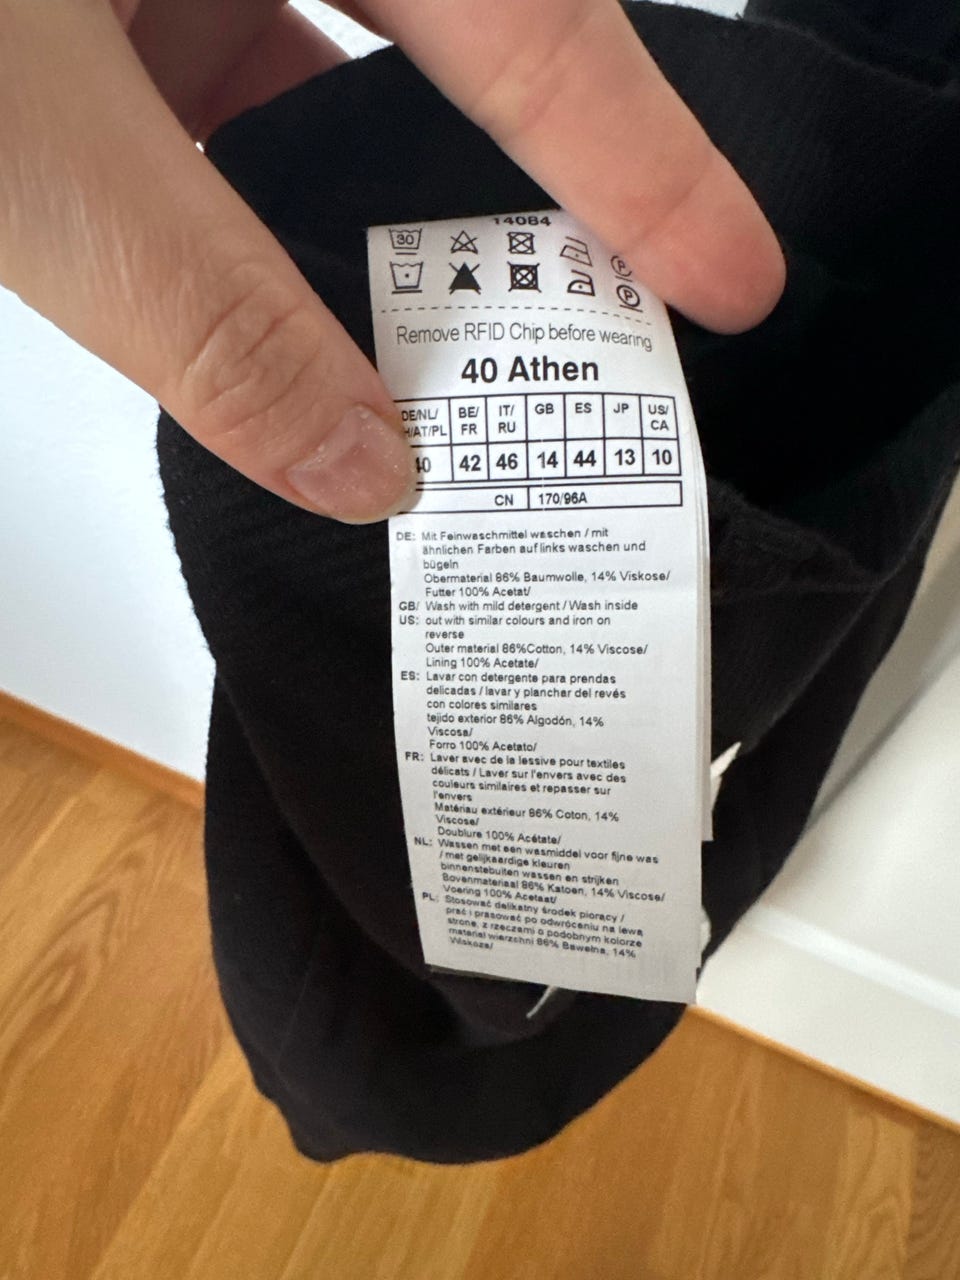 14084
30
P
P
Remove RFID Chip before wearing
40 Athen
DE/NL/ BE/ IT/ GB ES JP US/
H/AT/PL FR RU CA
40 42 46 14 44 13 10
CN 170/96A
DE: Mit Feinwaschmittel waschen / mit
ähnlichen Farben auf links waschen und
bügeln
Obermaterial 86% Baumwolle, 14% Viskose/
Futter 100% Acetat/
GB/ Wash with mild detergent / Wash inside
US: out with similar colours and iron on
reverse
Outer material 86%Cotton, 14% Viscose/
Lining 100% Acetate/
ES: Lavar con detergente para prendas
delicadas / lavar y planchar del revés
con colores similares
tejido exterior 86% Algodón, 14%
Viscosa/
Forro 100% Acetato/
FR: Laver avec de la lessive pour textiles
délicats / Laver sur l'envers avec des
couleurs similaires et repasser sur
l'envers
Matériau extérieur 86% Coton, 14%
Viscose/
Doublure 100% Acétate/
NL: Wassen met een wasmiddel voor fijne was
/ met gelijkaardige kleuren
binnenstebuiten wassen en strijken
Bovenmateriaal 86% Katoen, 14% Viscose/
Voering 100% Acetaat/
PL: Stosować delikatny środek piorący /
prać i prasować po odwróceniu na lewą
stronę, z rzeczami o podobnym kolorze
materiał wierzchni 86% Bawełna, 14%
Wiskoza/